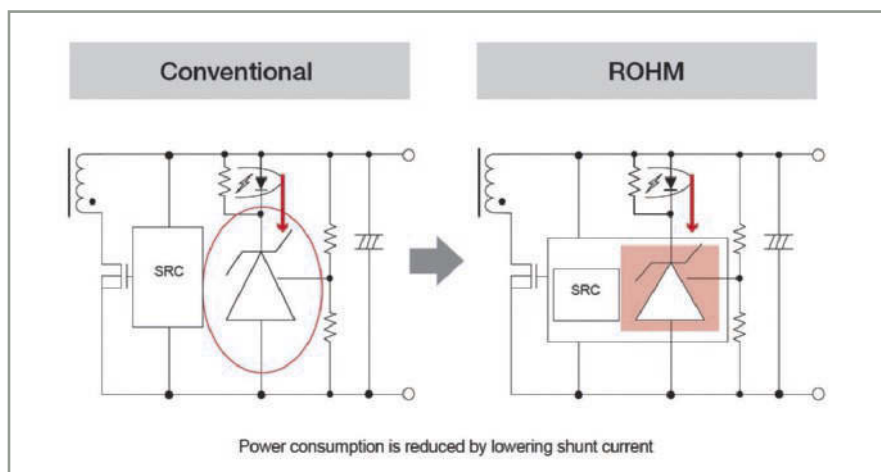 Conventional
ROHM
SRC
SRC
Power consumption is reduced by lowering shunt current